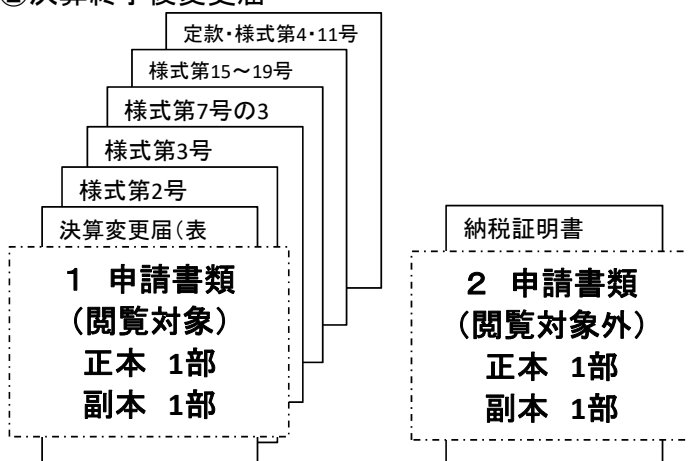 ②決算終了後変更届
定款・様式第4・11号
様式第15～19号
様式第7号の3
様式第3号
様式第2号
決算変更届（表
納税証明書
１　申請書類
（閲覧対象）
正本　1部
副本　1部
２　申請書類
（閲覧対象外）
正本　1部
副本　1部